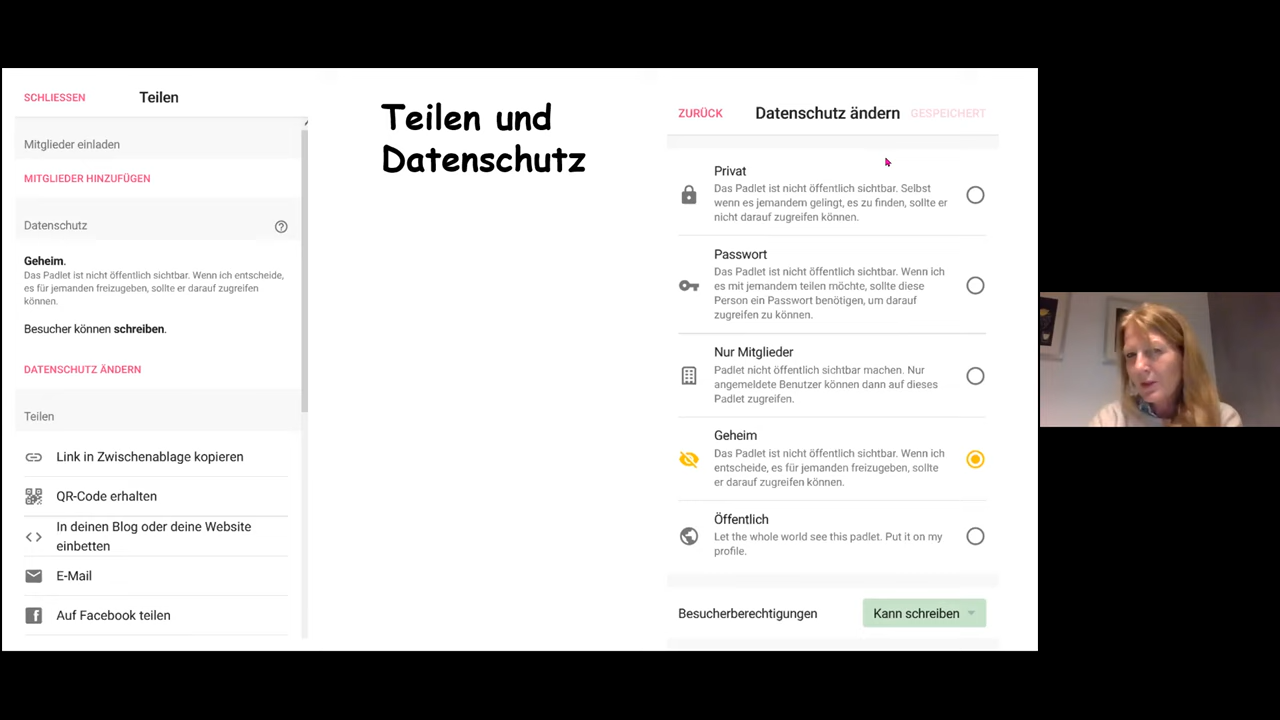 SCHLIESSEN
Teilen
Mitglieder einladen
MITGLIEDER HINZUFÜGEN
Datenschutz
Geheim.
Das Padlet ist nicht öffentlich sichtbar. Wenn ich entscheide,
es für jemanden freizugeben, sollte er darauf zugreifen
können.
Besucher können schreiben.
DATENSCHUTZ ÄNDERN
Teilen
Link in Zwischenablage kopieren
QR-Code erhalten
In deinen Blog oder deine Website
einbetten
E-Mail
Auf Facebook teilen
Teilen und
Datenschutz
ZURÜCK
Datenschutz ändern
GESPEICHERT
Privat
Das Padlet ist nicht öffentlich sichtbar. Selbst
wenn es jemandem gelingt, es zu finden, sollte er
nicht darauf zugreifen können.
Passwort
Das Padlet ist nicht öffentlich sichtbar. Wenn ich
es mit jemandem teilen möchte, sollte diese
Person ein Passwort benötigen, um darauf
zugreifen zu können.
Nur Mitglieder
Padlet nicht öffentlich sichtbar machen. Nur
angemeldete Benutzer können dann auf dieses
Padlet zugreifen.
Geheim
Das Padlet ist nicht öffentlich sichtbar. Wenn ich
entscheide, es für jemanden freizugeben, sollte
er darauf zugreifen können.
Öffentlich
Let the whole world see this padlet. Put it on my
profile.
Besucherberechtigungen
Kann schreiben